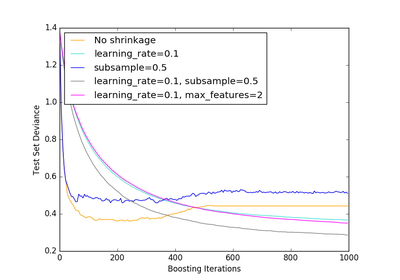 1.4
1.2
1.0
0.8
0.6
0.4
0.2
Test Set Deviance
No shrinkage
learning_rate=0.1
subsample=0.5
learning_rate=0.1, subsample=0.5
learning_rate=0.1, max_features=2
0 200 400 600 800 1000
Boosting Iterations